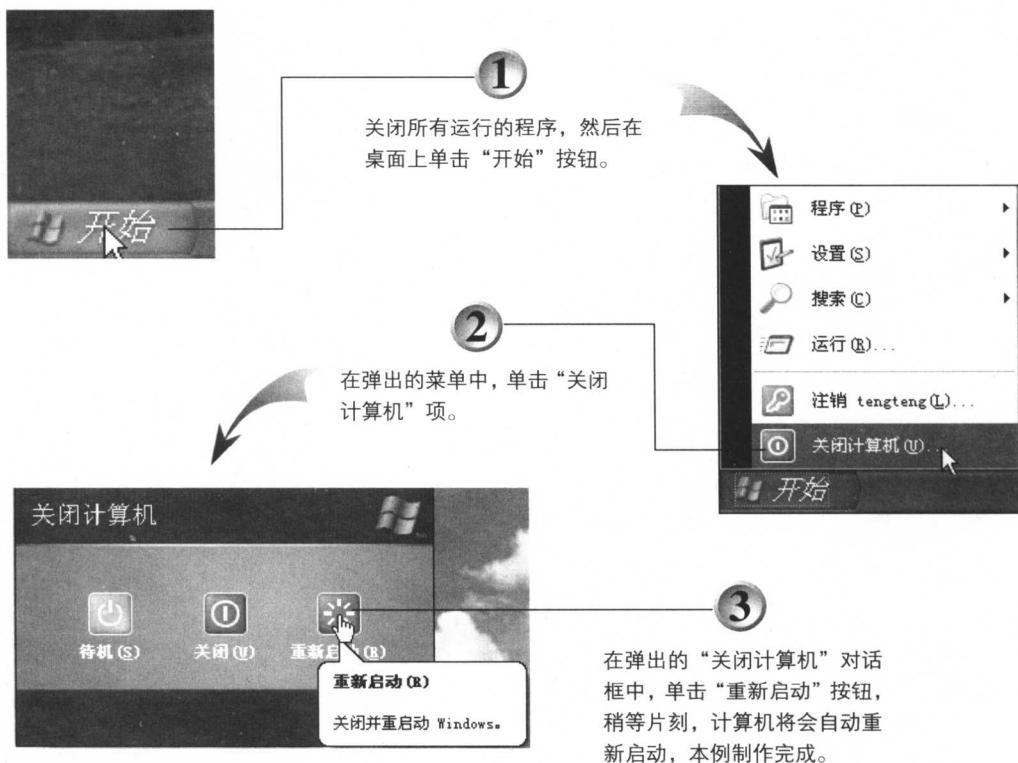 1
关闭所有运行的程序，然后在
桌面上单击“开始”按钮。
开始
程序(P)
设置(S)
搜索(C)
运行(R)...
注销 tengteng(L)...
关闭计算机(U)...
开始
2
在弹出的菜单中，单击“关闭
计算机”项。
关闭计算机
待机(S)
关闭(U)
重新启动(R)
重新启动(R)
关闭并重启动 Windows。
3
在弹出的“关闭计算机”对话
框中，单击“重新启动”按钮，
稍等片刻，计算机将会自动重
新启动，本例制作完成。